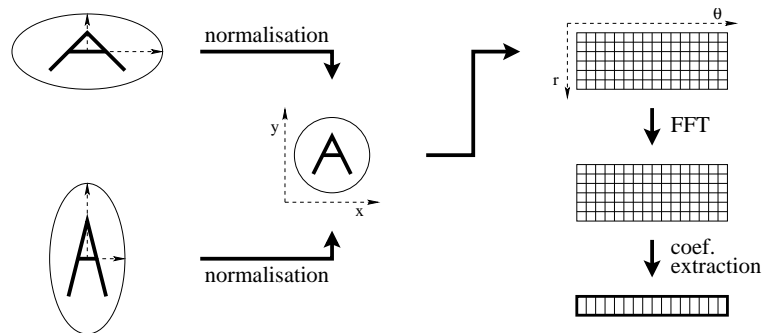 A
normalisation
A
normalisation
y
A
x
θ
r
FFT
coef.
extraction